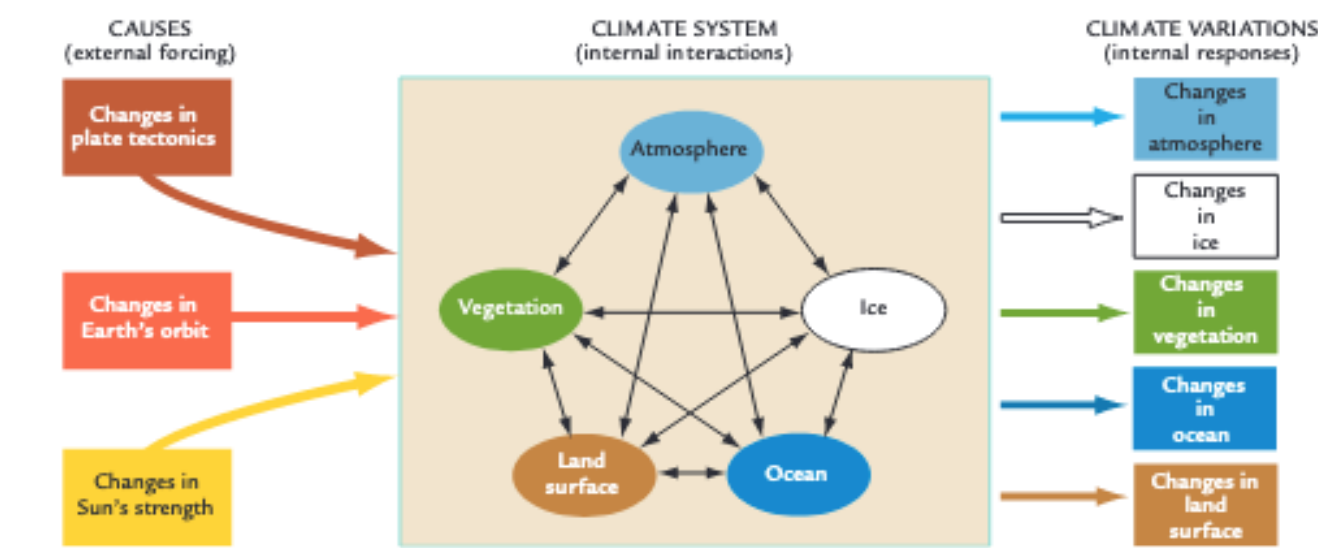 CAUSES
(external forcing)
Changes in
plate tectonics
Changes in
Earth's orbit
Changes in
Sun's strength
CLIMATE SYSTEM
(internal interactions)
Atmosphere
Vegetation
Ice
Land
surface
Ocean
CLIMATE VARIATIONS
(internal responses)
Changes
in
atmosphere
Changes
in
ice
Changes
in
vegetation
Changes
in
ocean
Changes in
land
surface